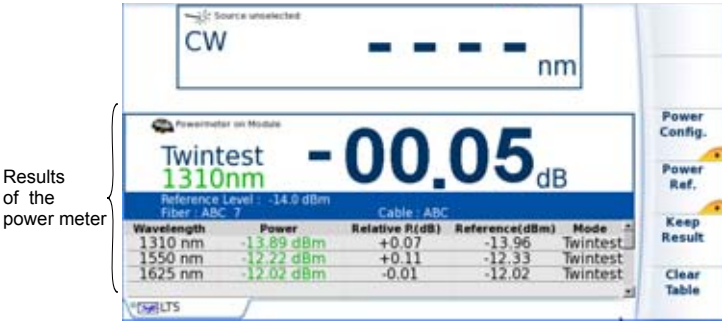 Source unselected
CW
- - - -
nm
Results
of the
power meter
Powermeter on Module
Twintest
1310nm
-00.05 dB
Reference Level : -14.0 dBm
Fiber : ABC 7 Cable : ABC
Wavelength Power Relative P.(dB) Reference(dBm) Mode
1310 nm -13.89 dBm +0.07 -13.96 Twintest
1550 nm -12.22 dBm +0.11 -12.33 Twintest
1625 nm -12.02 dBm -0.01 -12.02 Twintest
LTS
Power
Config.
Power
Ref.
Keep
Result
Clear
Table